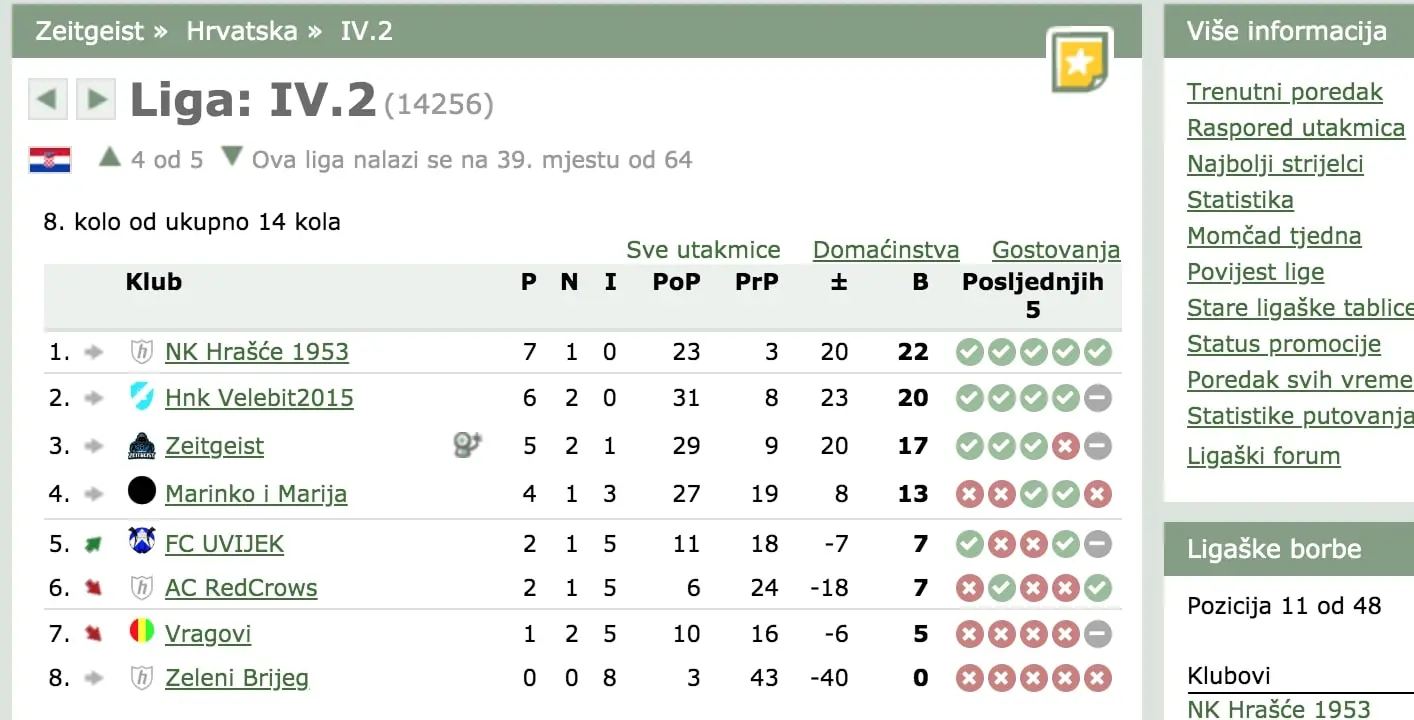 Zeitgeist » Hrvatska » IV.2
Liga: IV.2 (14256)
4 od 5 Ova liga nalazi se na 39. mjestu od 64
8. kolo od ukupno 14 kola
Sve utakmice Domaćinstva Gostovanja
Klub P N I PoP PrP ± B Posljednjih 5
1. NK Hrašće 1953 7 1 0 23 3 20 22
2. Hnk Velebit2015 6 2 0 31 8 23 20
3. Zeitgeist 5 2 1 29 9 20 17
4. Marinko i Marija 4 1 3 27 19 8 13
5. FC UVIJEK 2 1 5 11 18 -7 7
6. AC RedCrows 2 1 5 6 24 -18 7
7. Vragovi 1 2 5 10 16 -6 5
8. Zeleni Brijeg 0 0 8 3 43 -40 0
Više informacija
Trenutni poredak
Raspored utakmica
Najbolji strijelci
Statistika
Momčad tjedna
Povijest lige
Stare ligaške tablice
Status promocije
Poredak svih vreme
Statistike putovanja
Ligaški forum
Ligaške borbe
Pozicija 11 od 48
Klubovi
NK Hrašće 1953